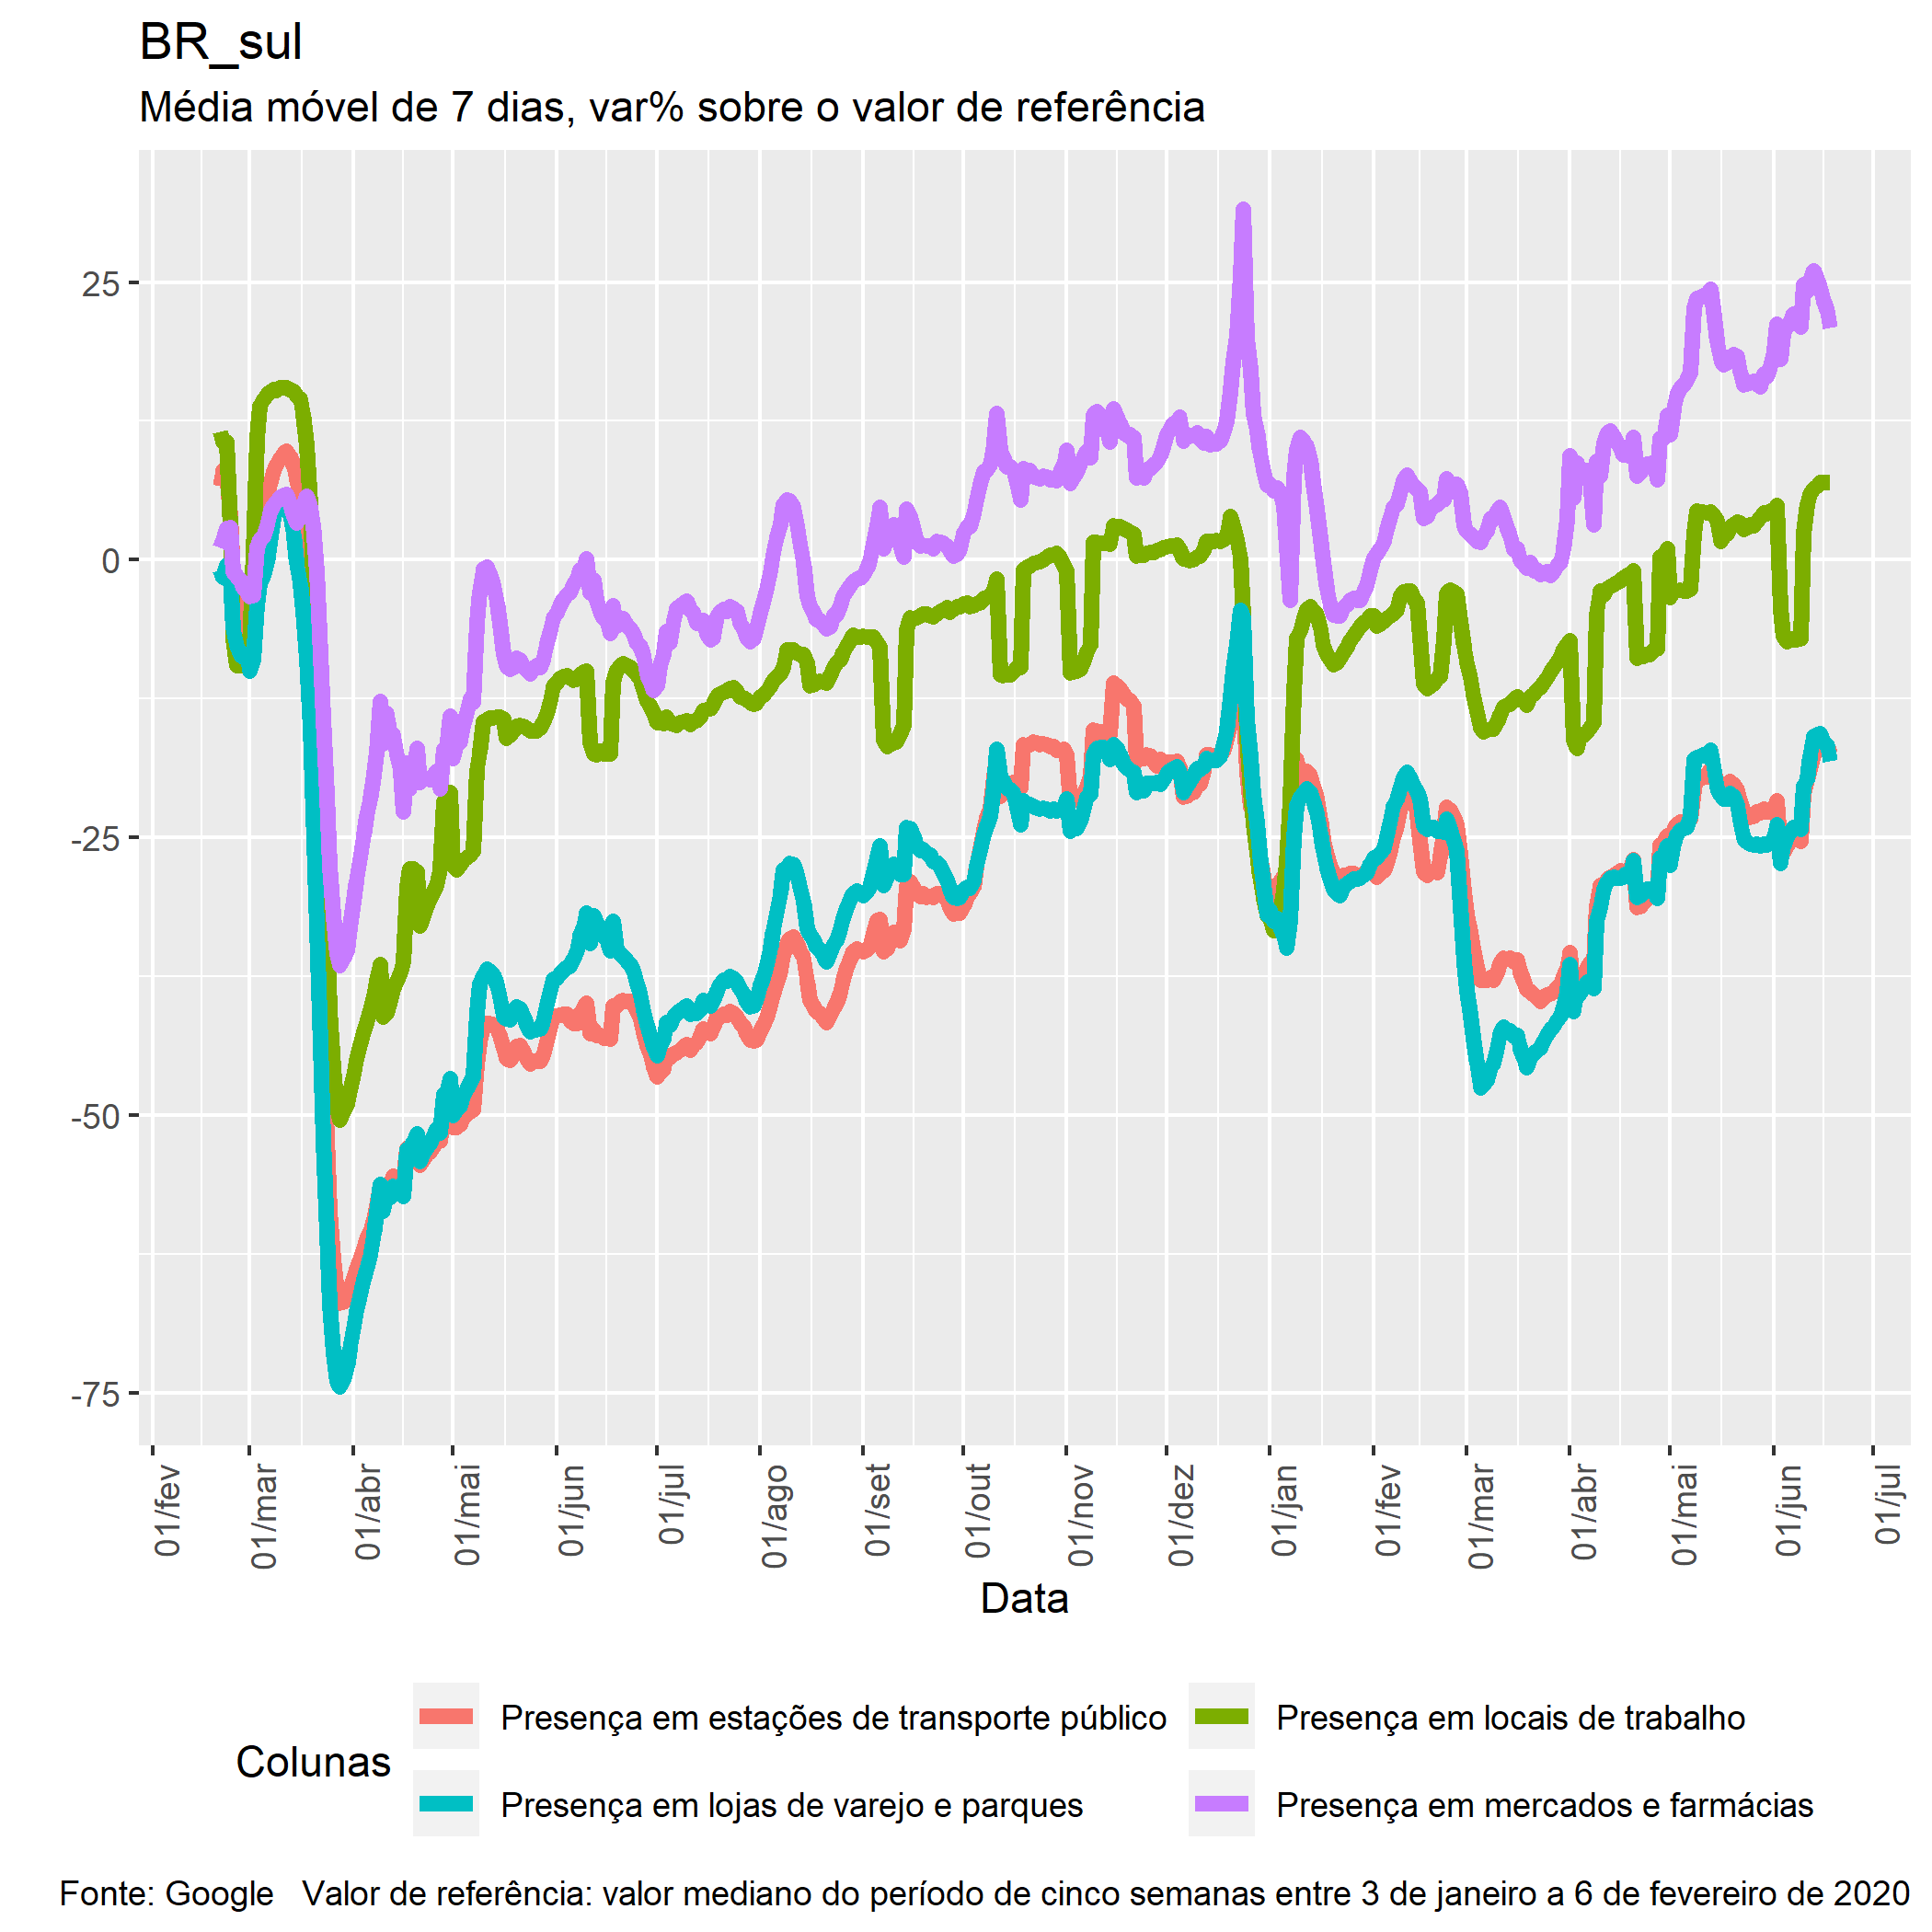 BR_sul
Média móvel de 7 dias, var% sobre o valor de referência
25
0
-25
-50
-75
01/fev
01/mar
01/abr
01/mai
01/jun
01/jul
01/ago
01/set
01/out
01/nov
01/dez
01/jan
01/fev
01/mar
01/abr
01/mai
01/jun
01/jul
Data
Colunas
Presença em estações de transporte público
Presença em locais de trabalho
Presença em lojas de varejo e parques
Presença em mercados e farmácias
Fonte: Google   Valor de referência: valor mediano do período de cinco semanas entre 3 de janeiro a 6 de fevereiro de 2020